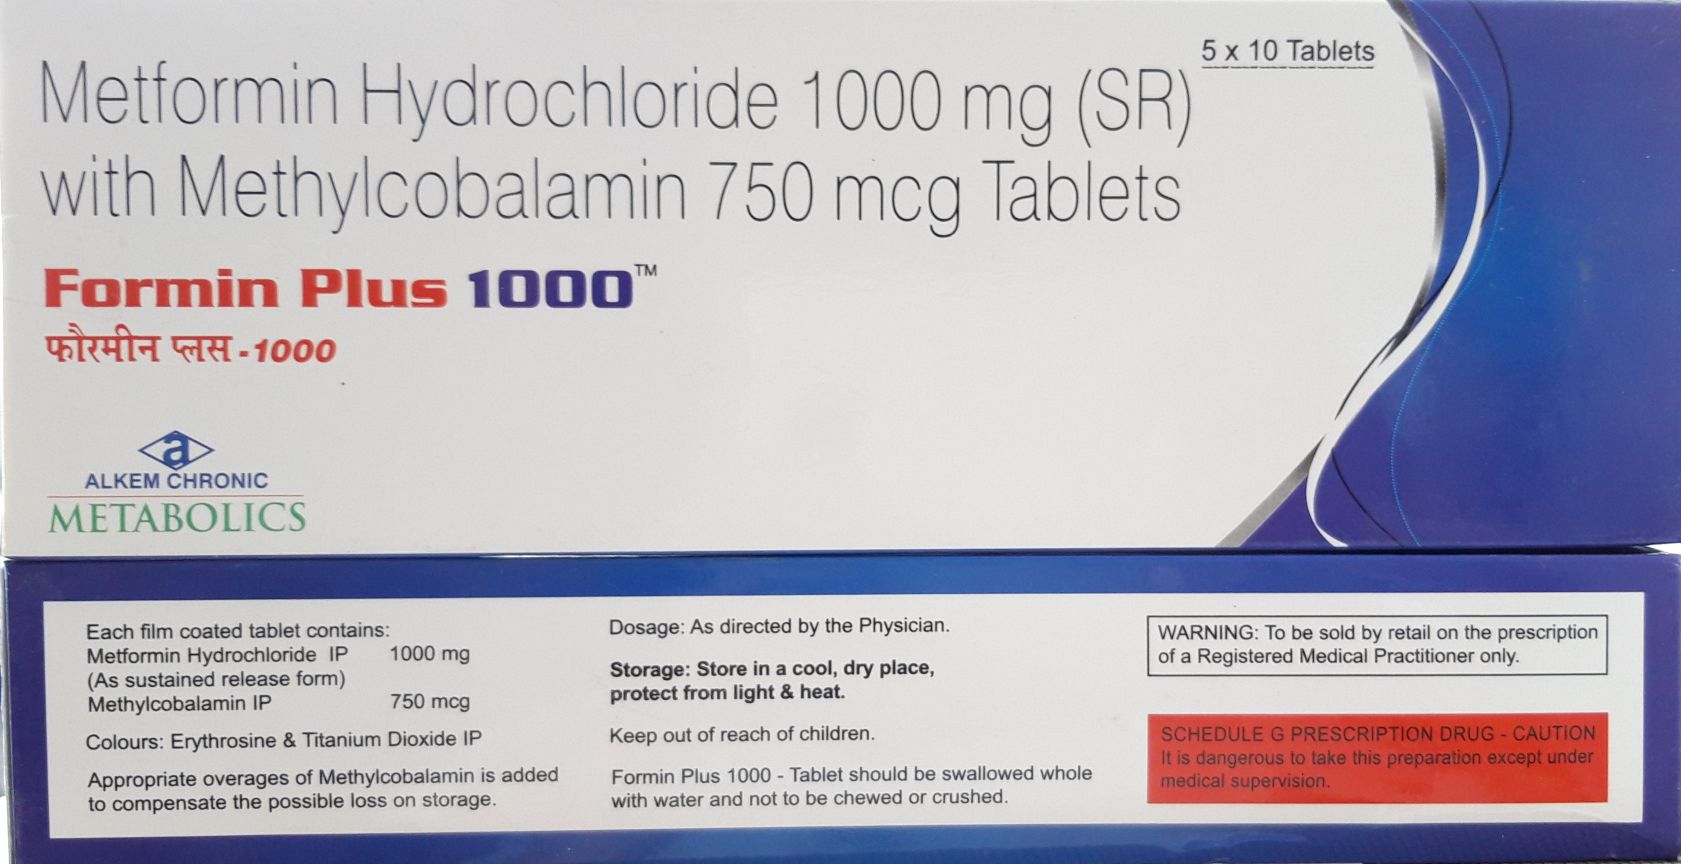 5 x 10 Tablets
Metformin Hydrochloride 1000 mg (SR)
with Methylcobalamin 750 mcg Tablets
Formin Plus 1000™
फौरमीन प्लस -1000
a
ALKEM CHRONIC
METABOLICS
Each film coated tablet contains:
Metformin Hydrochloride IP 1000 mg
(As sustained release form)
Methylcobalamin IP 750 mcg
Colours: Erythrosine & Titanium Dioxide IP
Appropriate overages of Methylcobalamin is added
to compensate the possible loss on storage.
Dosage: As directed by the Physician.
Storage: Store in a cool, dry place,
protect from light & heat.
Keep out of reach of children.
Formin Plus 1000 - Tablet should be swallowed whole
with water and not to be chewed or crushed.
WARNING: To be sold by retail on the prescription
of a Registered Medical Practitioner only.
SCHEDULE G PRESCRIPTION DRUG - CAUTION
It is dangerous to take this preparation except under
medical supervision.